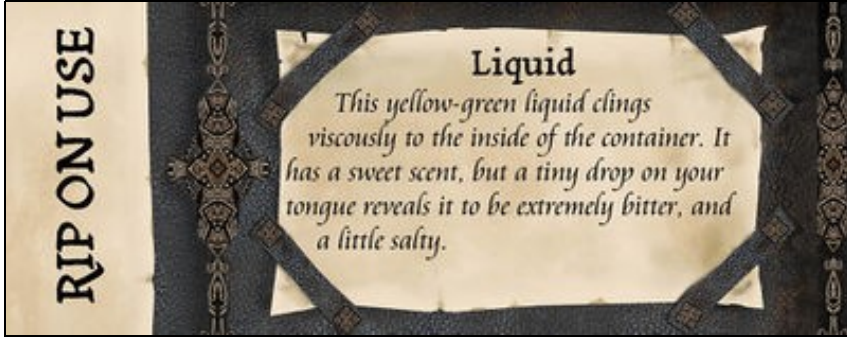 RIP ON USE
Liquid
This yellow-green liquid clings
viscously to the inside of the container. It
has a sweet scent, but a tiny drop on your
tongue reveals it to be extremely bitter, and
a little salty.